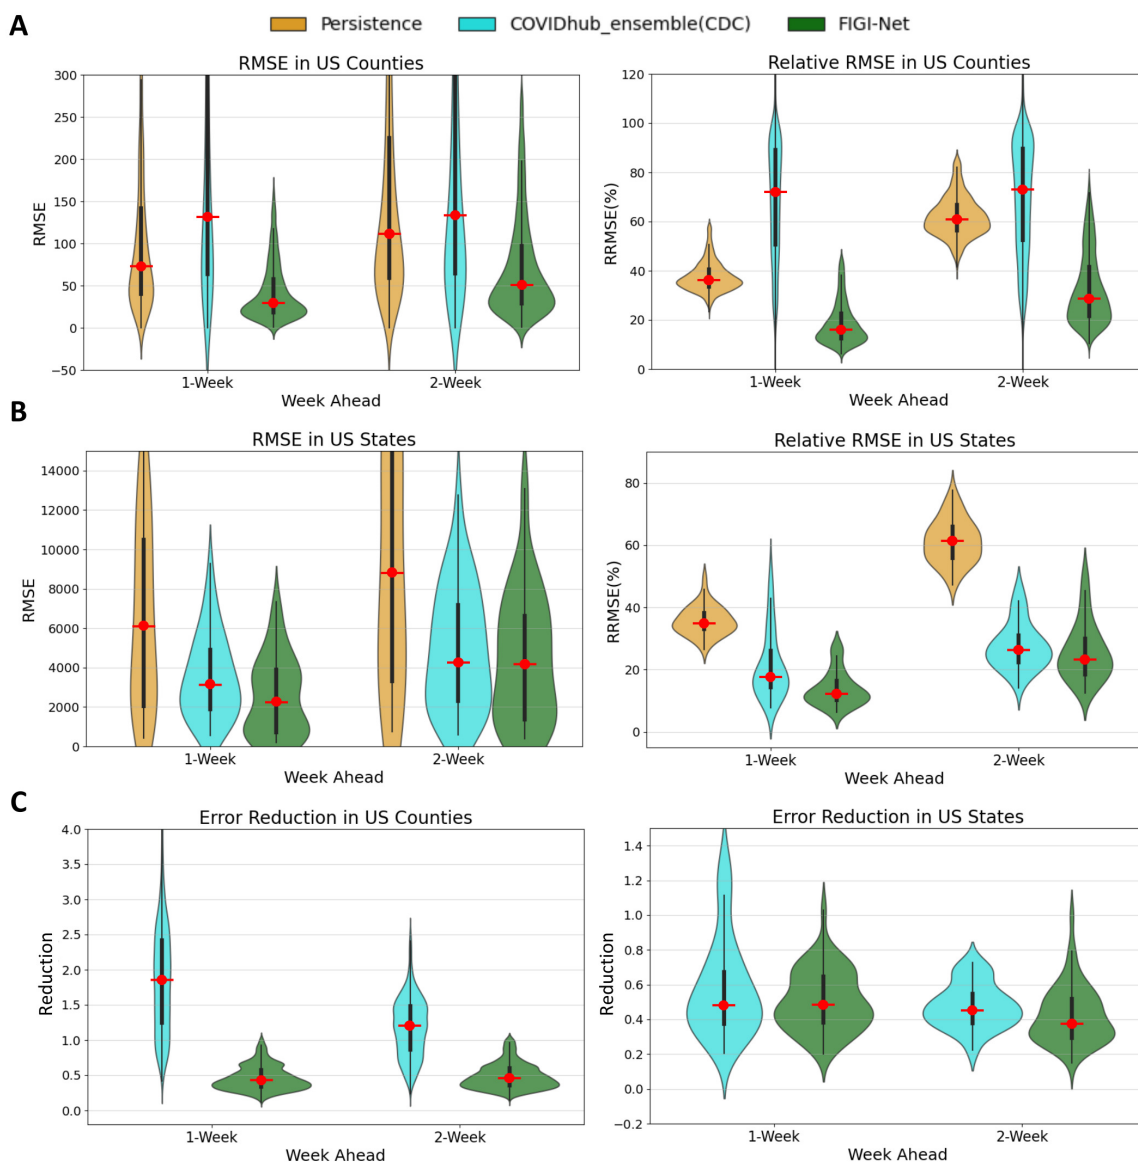 A
Persistence COVIDhub_ensemble(CDC) FIGI-Net
RMSE in US Counties
300
250
200
150
100
50
0
−50
RMSE
1-Week 2-Week
Week Ahead
Relative RMSE in US Counties
120
100
80
60
40
20
0
RRMSE(%)
1-Week 2-Week
Week Ahead
B
RMSE in US States
14000
12000
10000
8000
6000
4000
2000
0
RMSE
1-Week 2-Week
Week Ahead
Relative RMSE in US States
80
60
40
20
0
RRMSE(%)
1-Week 2-Week
Week Ahead
C
Error Reduction in US Counties
4.0
3.5
3.0
2.5
2.0
1.5
1.0
0.5
0.0
Reduction
1-Week 2-Week
Week Ahead
Error Reduction in US States
1.4
1.2
1.0
0.8
0.6
0.4
0.2
0.0
−0.2
Reduction
1-Week 2-Week
Week Ahead